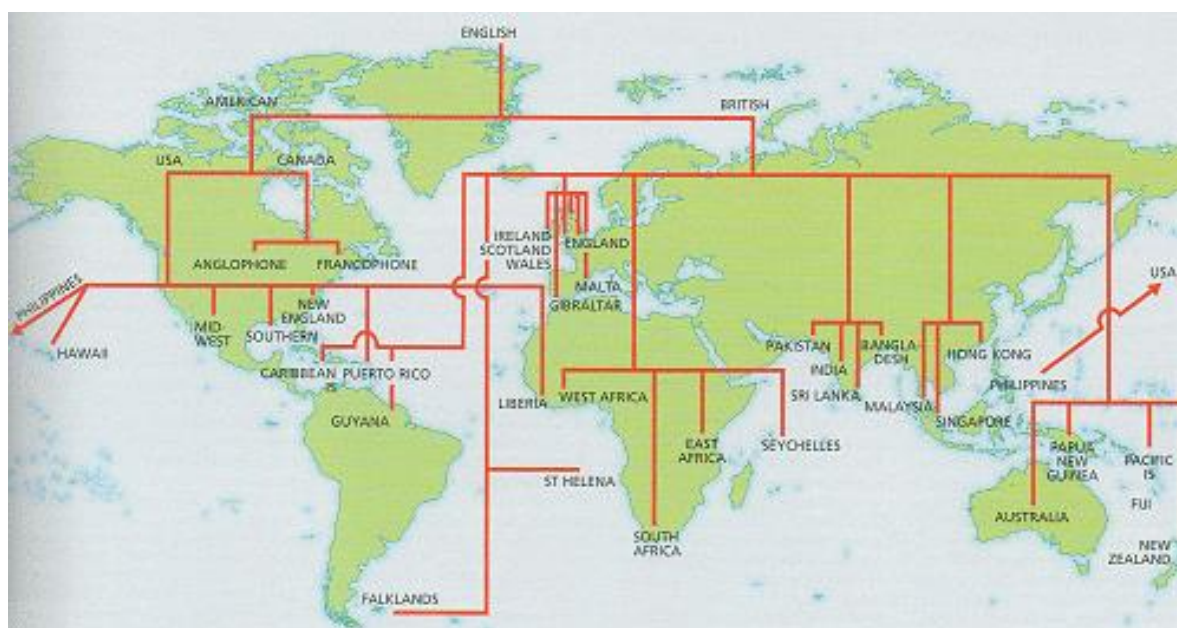 ENGLISH
AMERICAN
BRITISH
USA
CANADA
ANGLOPHONE
FRANCOPHONE
IRELAND
SCOTLAND
WALES
ENGLAND
MALTA
GIBRALTAR
USA
PHILIPPINES
HAWAII
MID-
WEST
SOUTHERN
NEW
ENGLAND
CARIBBEAN
IS
PUERTO RICO
GUYANA
LIBERIA
WEST AFRICA
EAST
AFRICA
SEYCHELLES
PAKISTAN
INDIA
SRI LANKA
BANGLA
DESH
MALAYSIA
SINGAPORE
HONG KONG
PHILIPPINES
ST HELENA
SOUTH
AFRICA
FALKLANDS
PAPUA
NEW
GUINEA
PACIFIC
IS
FIJI
AUSTRALIA
NEW
ZEALAND